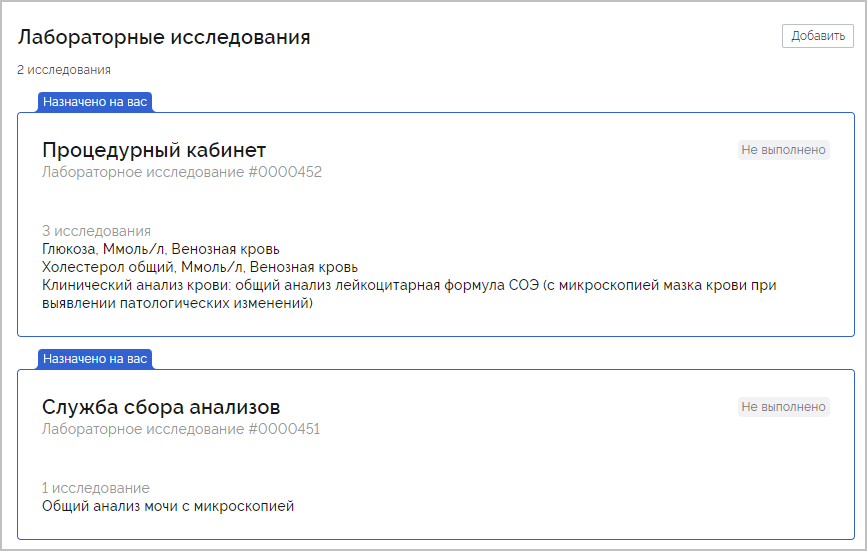 Лабораторные исследования
Добавить
2 исследования
Назначено на вас
Процедурный кабинет
Не выполнено
Лабораторное исследование #0000452
3 исследования
Глюкоза, Ммоль/л, Венозная кровь
Холестерол общий, Ммоль/л, Венозная кровь
Клинический анализ крови: общий анализ лейкоцитарная формула СОЭ (с микроскопией мазка крови при
выявлении патологических изменений)
Назначено на вас
Служба сбора анализов
Не выполнено
Лабораторное исследование #0000451
1 исследование
Общий анализ мочи с микроскопией